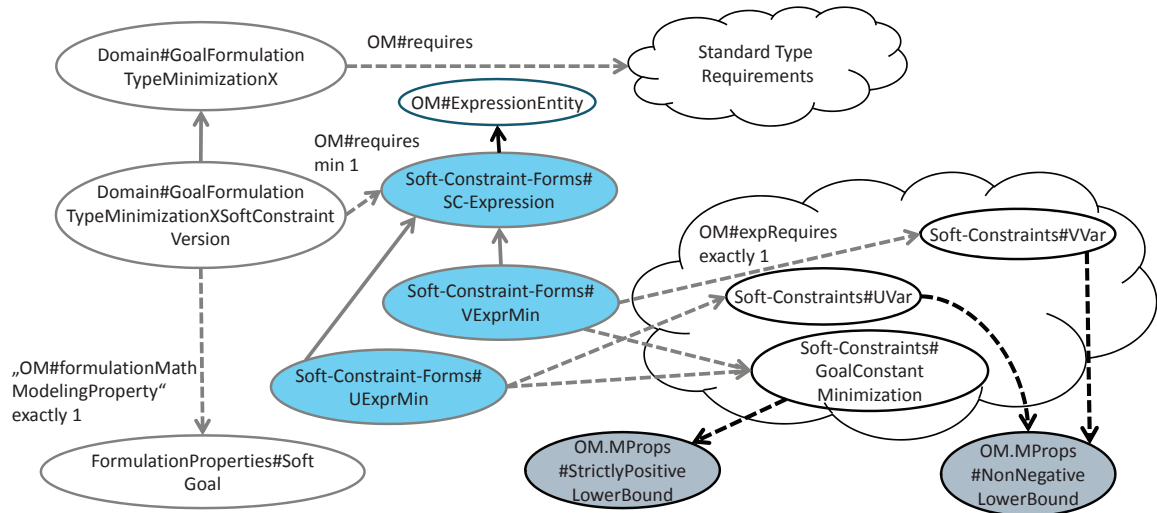 Domain#GoalFormulation
TypeMinimizationX
OM#requires
Standard Type
Requirements
OM#ExpressionEntity
OM#requires
min 1
Domain#GoalFormulation
TypeMinimizationXSoftConstraint
Version
Soft-Constraint-Forms#
SC-Expression
OM#expRequires
exactly 1
Soft-Constraints#VVar
Soft-Constraint-Forms#
VExprMin
Soft-Constraints#UVar
Soft-Constraint-Forms#
UExprMin
Soft-Constraints#
GoalConstant
Minimization
„OM#formulationMath
ModelingProperty“
exactly 1
FormulationProperties#Soft
Goal
OM.MProps
#StrictlyPositive
LowerBound
OM.MProps
#NonNegative
LowerBound